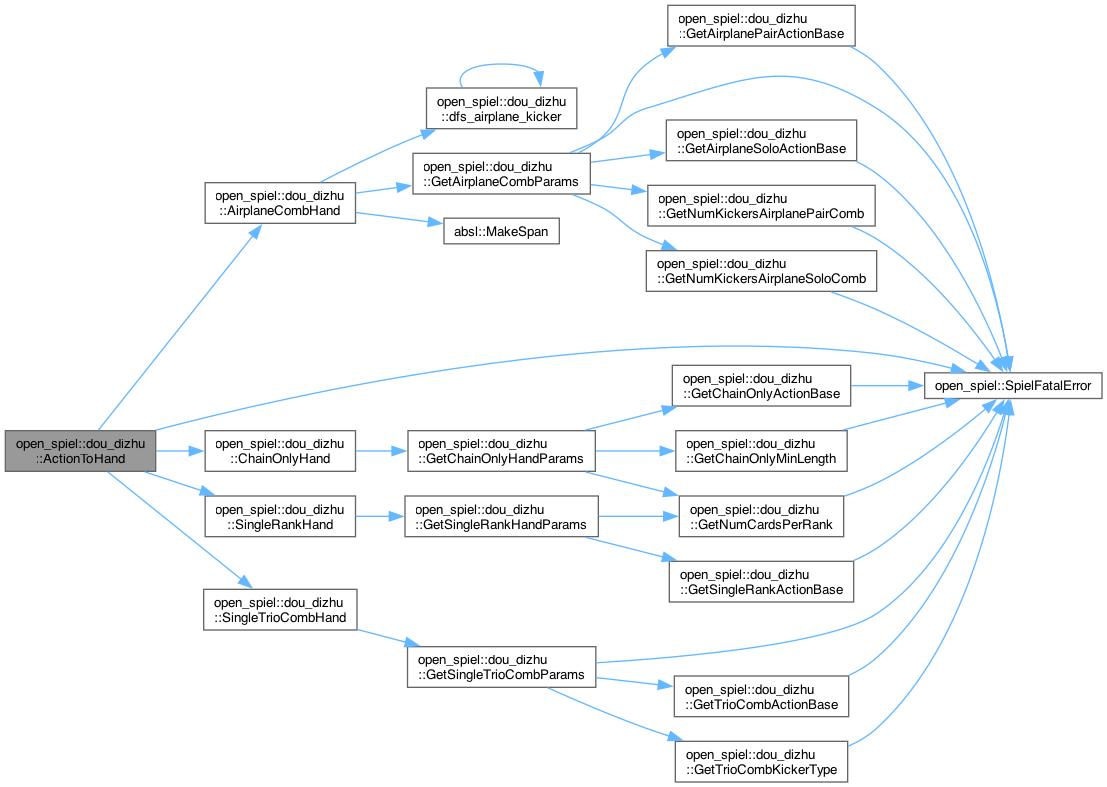 open_spiel::dou_dizhu
::GetAirplanePairActionBase
open_spiel::dou_dizhu
::dfs_airplane_kicker
open_spiel::dou_dizhu
::GetAirplaneSoloActionBase
open_spiel::dou_dizhu
::GetAirplaneCombParams
open_spiel::dou_dizhu
::AirplaneCombHand
open_spiel::dou_dizhu
::GetNumKickersAirplanePairComb
absl::MakeSpan
open_spiel::dou_dizhu
::GetNumKickersAirplaneSoloComb
open_spiel::SpielFatalError
open_spiel::dou_dizhu
::GetChainOnlyActionBase
open_spiel::dou_dizhu
::ActionToHand
open_spiel::dou_dizhu
::ChainOnlyHand
open_spiel::dou_dizhu
::GetChainOnlyHandParams
open_spiel::dou_dizhu
::GetChainOnlyMinLength
open_spiel::dou_dizhu
::SingleRankHand
open_spiel::dou_dizhu
::GetSingleRankHandParams
open_spiel::dou_dizhu
::GetNumCardsPerRank
open_spiel::dou_dizhu
::GetSingleRankActionBase
open_spiel::dou_dizhu
::SingleTrioCombHand
open_spiel::dou_dizhu
::GetSingleTrioCombParams
open_spiel::dou_dizhu
::GetTrioCombActionBase
open_spiel::dou_dizhu
::GetTrioCombKickerType